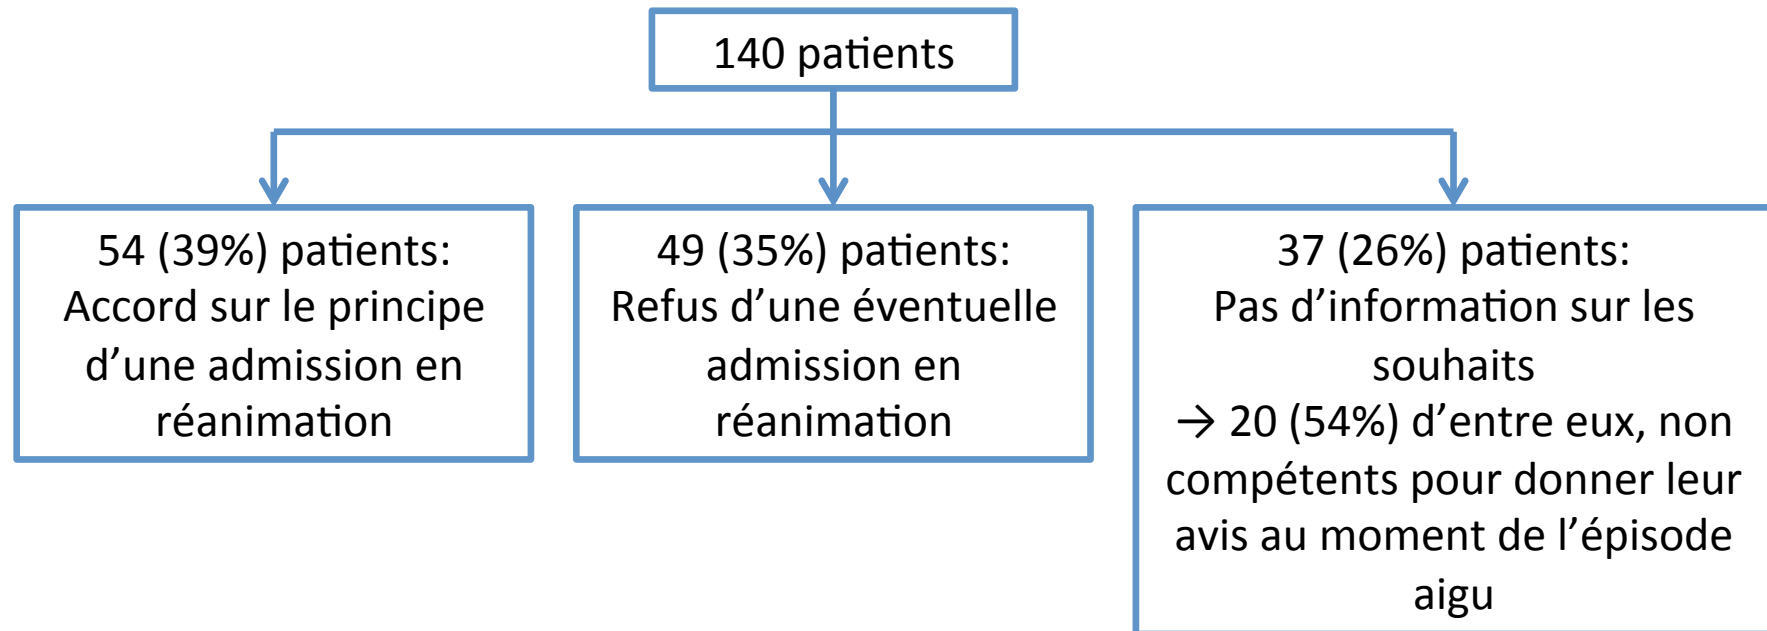 140 patients
54 (39%) patients:
Accord sur le principe
d’une admission en
réanimation
49 (35%) patients:
Refus d’une éventuelle
admission en
réanimation
37 (26%) patients:
Pas d’information sur les
souhaits
→ 20 (54%) d’entre eux, non
compétents pour donner leur
avis au moment de l’épisode
aigu